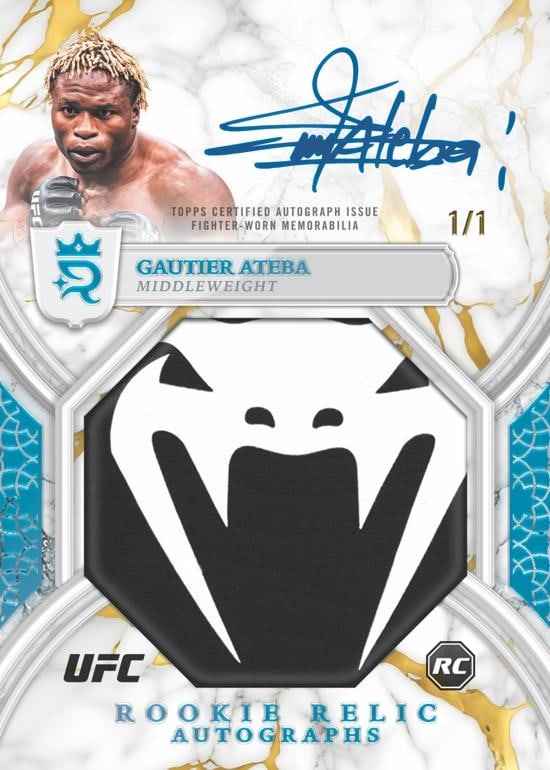 TOPPS CERTIFIED AUTOGRAPH ISSUE
FIGHTER-WORN MEMORABILIA
1/1
R
GAUTIER ATEBA
MIDDLEWEIGHT
UFC
RC
ROOKIE RELIC
AUTOGRAPHS